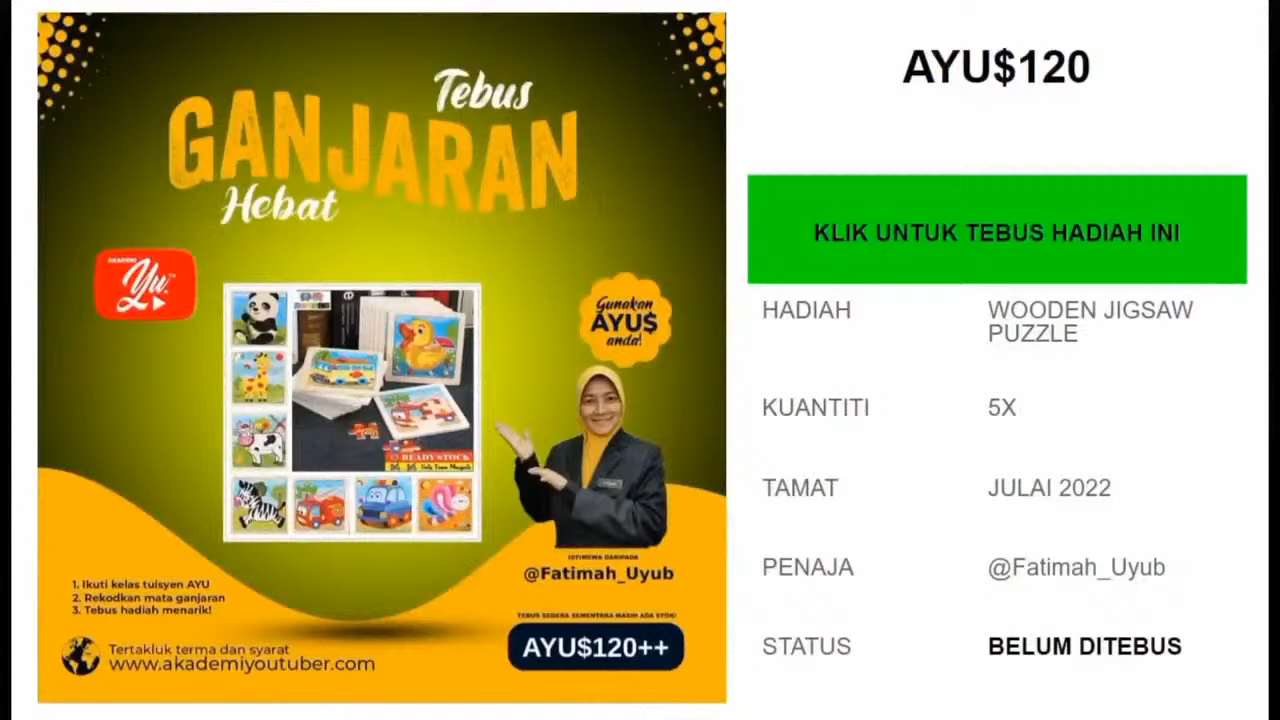 Tebus
GANJARAN
Hebat
AKADEMI
Yu
Gunakan
AYU$
anda!
READY STOCK
ISTIMEWA DARIPADA
@Fatimah_Uyub
1. Ikuti kelas tuisyen AYU
2. Rekodkan mata ganjaran
3. Tebus hadiah menarik!
TEBUS SEGERA SEMENTARA MASIH ADA STOK!
AYU$120++
Tertakluk terma dan syarat
www.akademiyoutuber.com
AYU$120
KLIK UNTUK TEBUS HADIAH INI
HADIAH WOODEN JIGSAW
PUZZLE
KUANTITI 5X
TAMAT JULAI 2022
PENAJA @Fatimah_Uyub
STATUS BELUM DITEBUS